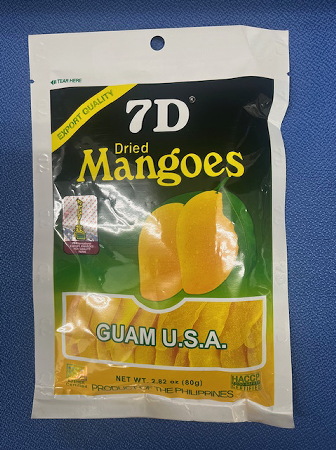 TEAR HERE
EXPORT QUALITY
7D®
Dried
Mangoes
GUAM U.S.A.
NET WT. 2.82 oz (80g)
HACCP
CERTIFIED
PRODUCT OF THE PHILIPPINES